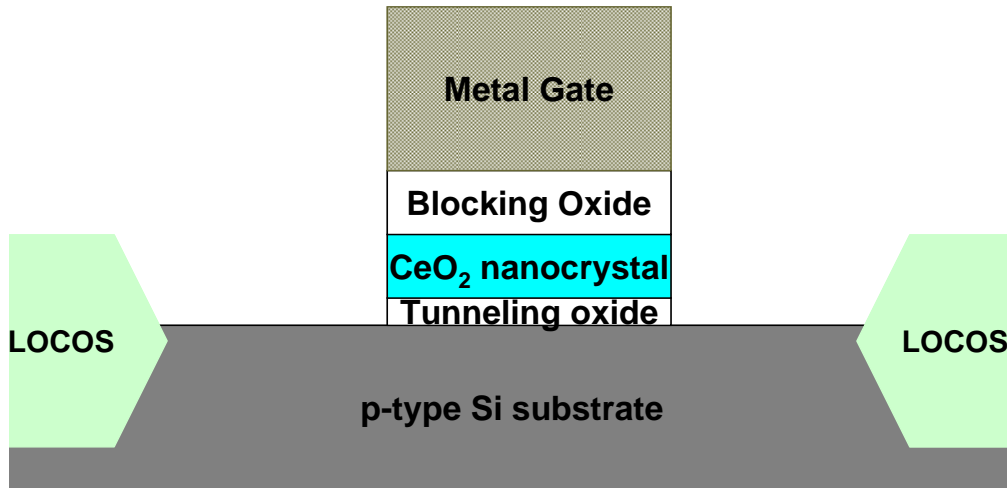 Metal Gate
Blocking Oxide
CeO₂ nanocrystal
Tunneling oxide
LOCOS
LOCOS
p-type Si substrate